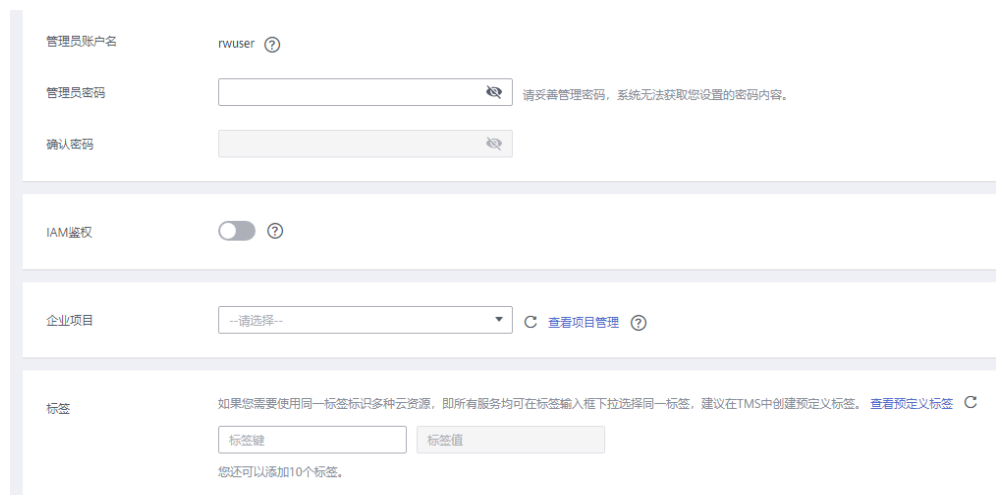 管理员账户名 rwuser
管理员密码 请妥善管理密码，系统无法获取您设置的密码内容。
确认密码
IAM鉴权
企业项目 --请选择-- 查看项目管理
标签 如果您需要使用同一标签标识多种云资源，即所有服务均可在标签输入框下拉选择同一标签，建议在TMS中创建预定义标签。 查看预定义标签
标签键 标签值
您还可以添加10个标签。